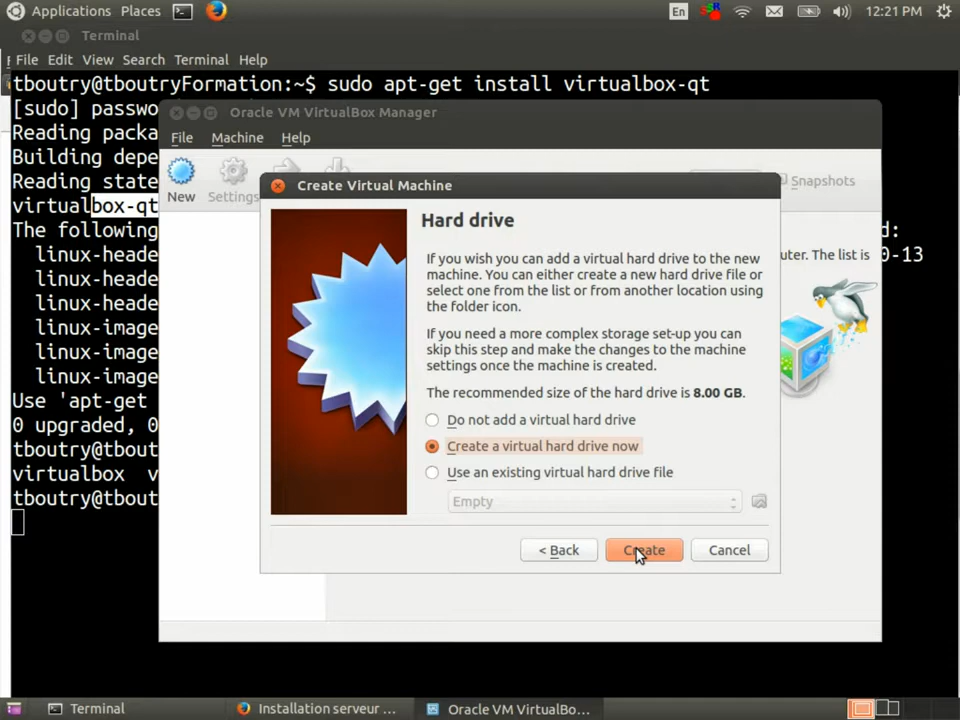 Applications Places En 12:21 PM
Terminal
File Edit View Search Terminal Help
tboutry@tboutryFormation:~$ sudo apt-get install virtualbox-qt
[sudo] passwo
Oracle VM VirtualBox Manager
Reading packa
File Machine Help
Building depe
Reading state
New Settings Snapshots
virtualbox-qt
Create Virtual Machine
The following d:
linux-heade 0-13
linux-heade
linux-heade
linux-image
linux-image
linux-image
Use 'apt-get
0 upgraded, 0
tboutry@tbout
virtualbox v
tboutry@tbout
uter. The list is
Hard drive
If you wish you can add a virtual hard drive to the new
machine. You can either create a new hard drive file or
select one from the list or from another location using
the folder icon.
If you need a more complex storage set-up you can
skip this step and make the changes to the machine
settings once the machine is created.
The recommended size of the hard drive is 8.00 GB.
Do not add a virtual hard drive
Create a virtual hard drive now
Use an existing virtual hard drive file
Empty
< Back Create Cancel
Terminal Installation serveur ... Oracle VM VirtualBo...